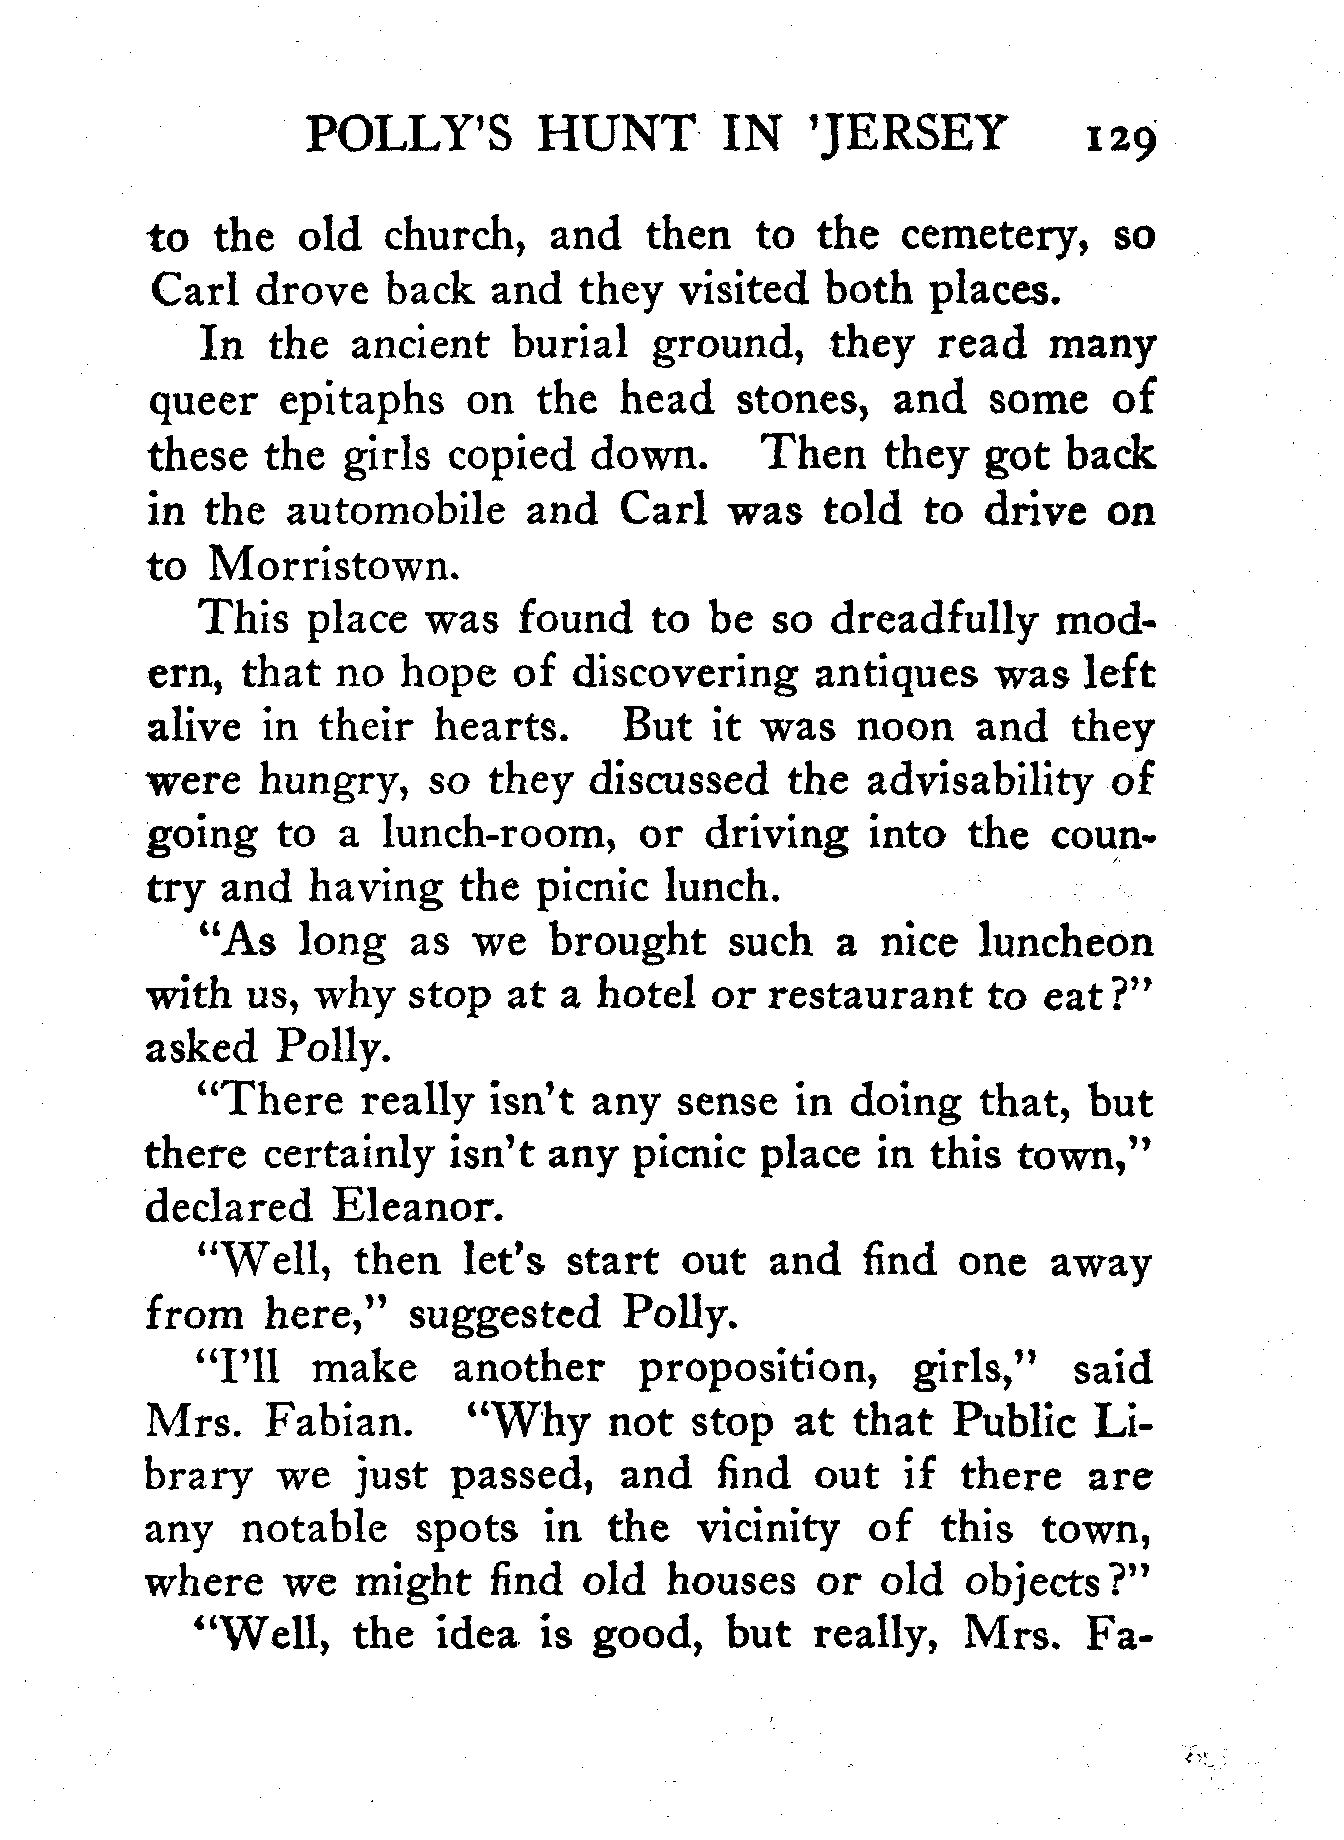 POLLY'S HUNT IN 'JERSEY 129
to the old church, and then to the cemetery, so
Carl drove back and they visited both places.
In the ancient burial ground, they read many
queer epitaphs on the head stones, and some of
these the girls copied down. Then they got back
in the automobile and Carl was told to drive on
to Morristown.
This place was found to be so dreadfully mod-
ern, that no hope of discovering antiques was left
alive in their hearts. But it was noon and they
were hungry, so they discussed the advisability of
going to a lunch-room, or driving into the coun-
try and having the picnic lunch.
"As long as we brought such a nice luncheon
with us, why stop at a hotel or restaurant to eat?"
asked Polly.
"There really isn't any sense in doing that, but
there certainly isn't any picnic place in this town,"
declared Eleanor.
"Well, then let's start out and find one away
from here," suggested Polly.
"I'll make another proposition, girls," said
Mrs. Fabian. "Why not stop at that Public Li-
brary we just passed, and find out if there are
any notable spots in the vicinity of this town,
where we might find old houses or old objects?"
"Well, the idea is good, but really, Mrs. Fa-